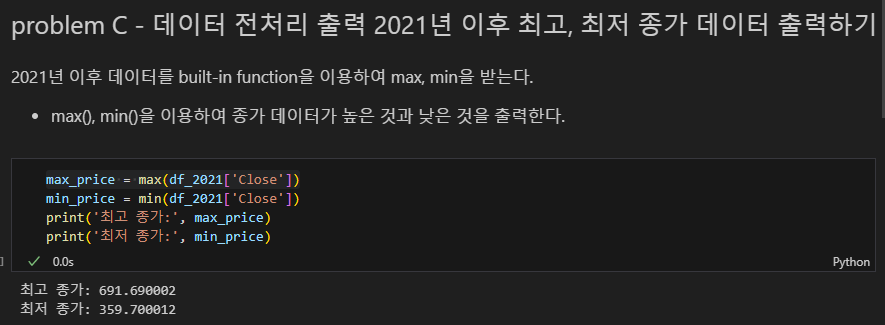 problem C - 데이터 전처리 출력 2021년 이후 최고, 최저 종가 데이터 출력하기
2021년 이후 데이터를 built-in function을 이용하여 max, min을 받는다.
• max(), min()을 이용하여 종가 데이터가 높은 것과 낮은 것을 출력한다.
max_price = max(df_2021['Close'])
min_price = min(df_2021['Close'])
print('최고 종가:', max_price)
print('최저 종가:', min_price)
]
✓ 0.0s
Python
최고 종가: 691.690002
최저 종가: 359.700012